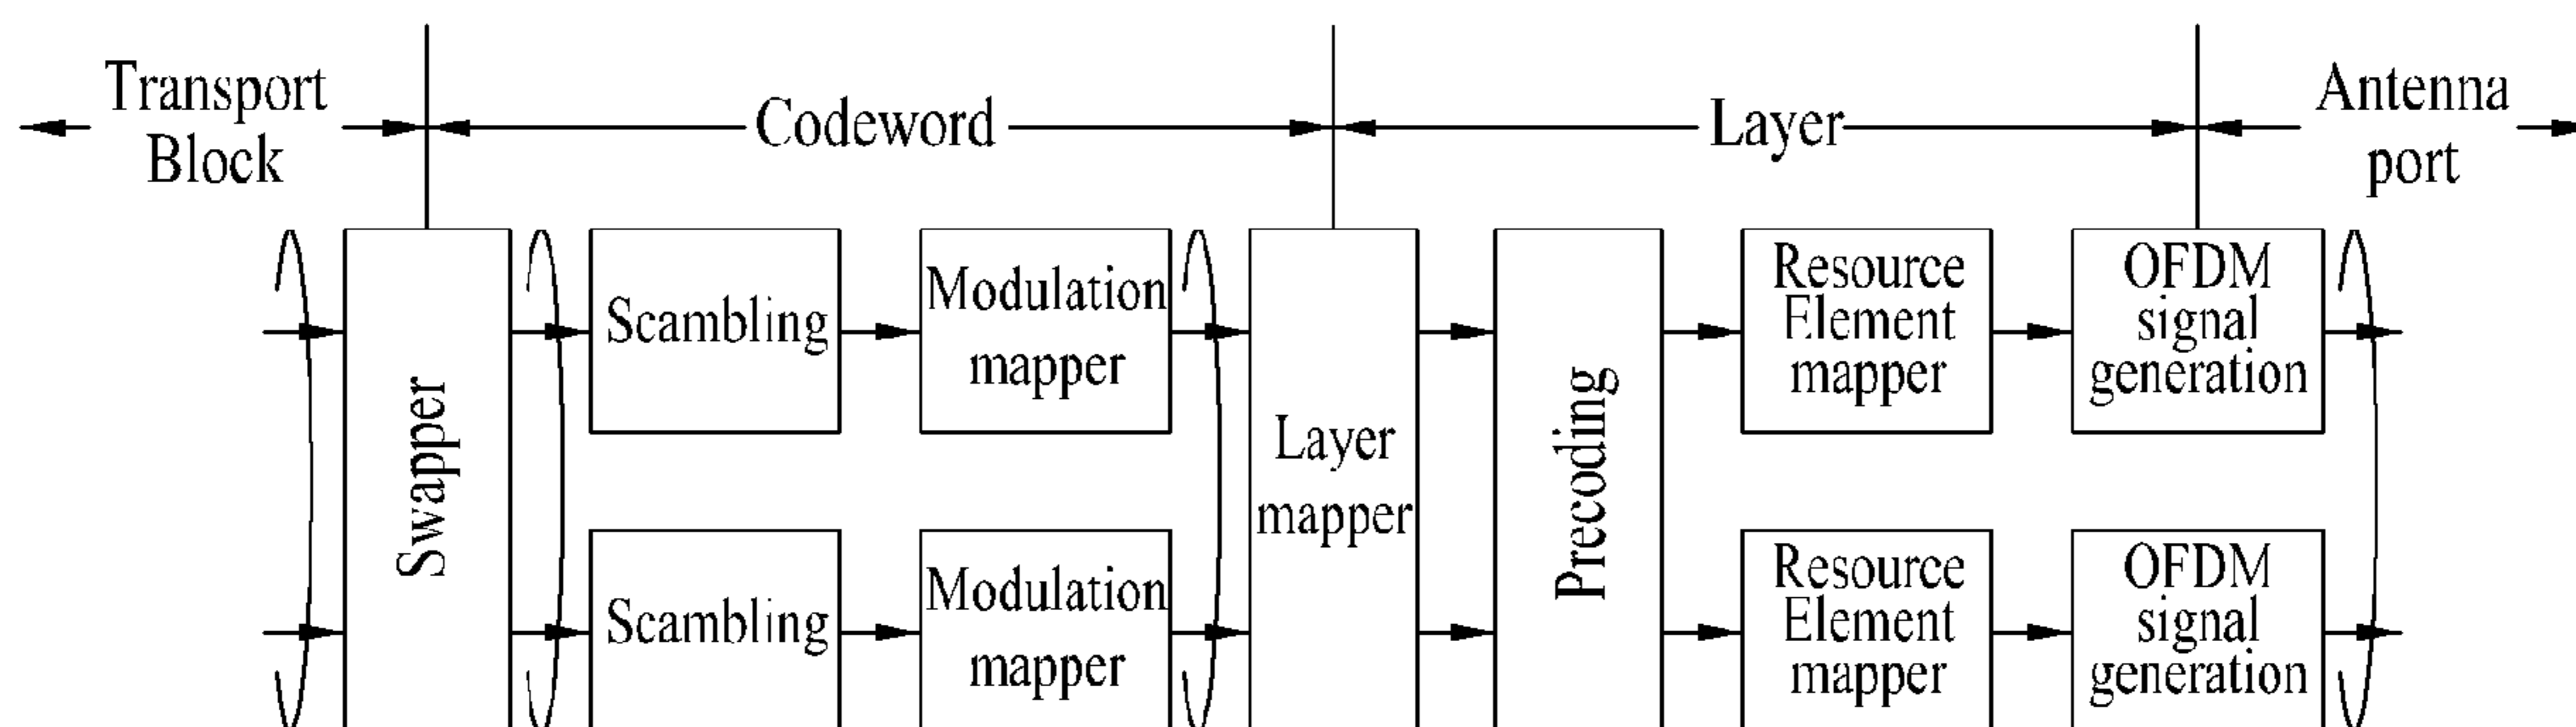 Transport
Block
Codeword
Layer
Antenna
port
Swapper
Scambling
Modulation
mapper
Scambling
Modulation
mapper
Layer
mapper
Precoding
Resource
Element
mapper
OFDM
signal
generation
Resource
Element
mapper
OFDM
signal
generation